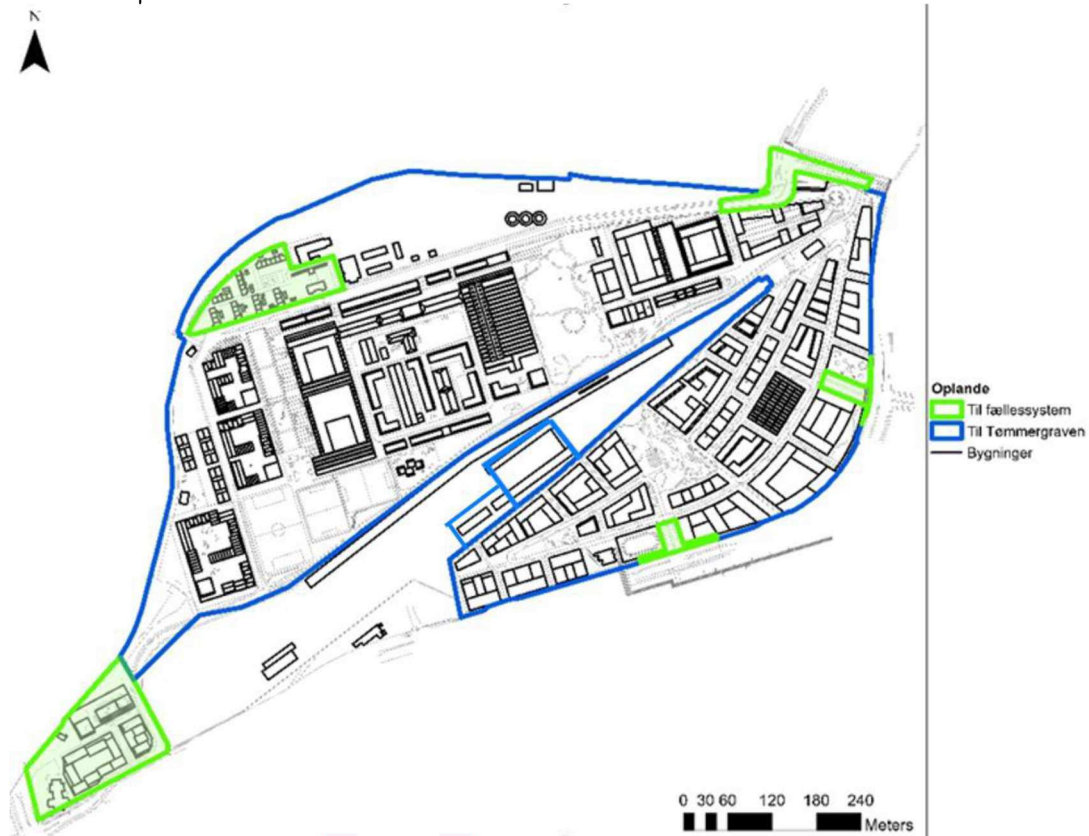 N
Oplande
Til fællessystem
Til Tømmergraven
Bygninger
0 30 60 120 180 240
Meters